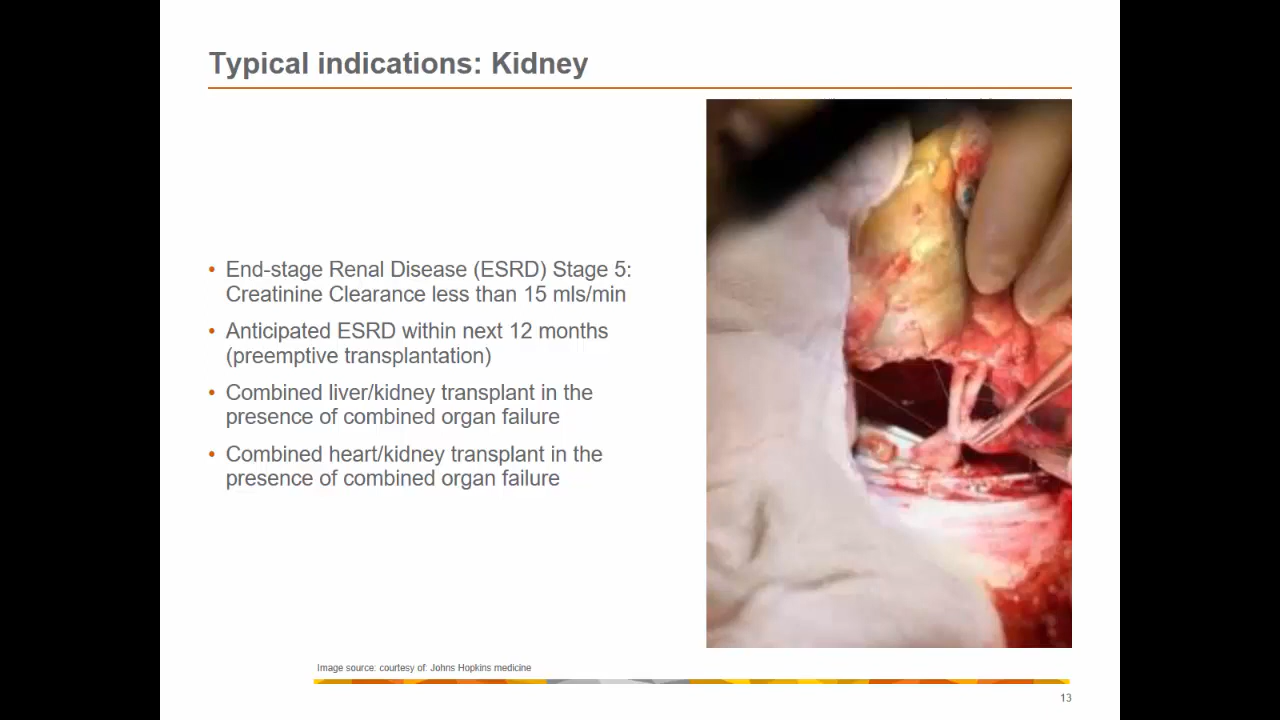 Typical indications: Kidney
• End-stage Renal Disease (ESRD) Stage 5:
Creatinine Clearance less than 15 mls/min
• Anticipated ESRD within next 12 months
(preemptive transplantation)
• Combined liver/kidney transplant in the
presence of combined organ failure
• Combined heart/kidney transplant in the
presence of combined organ failure
Image source: courtesy of: Johns Hopkins medicine
13